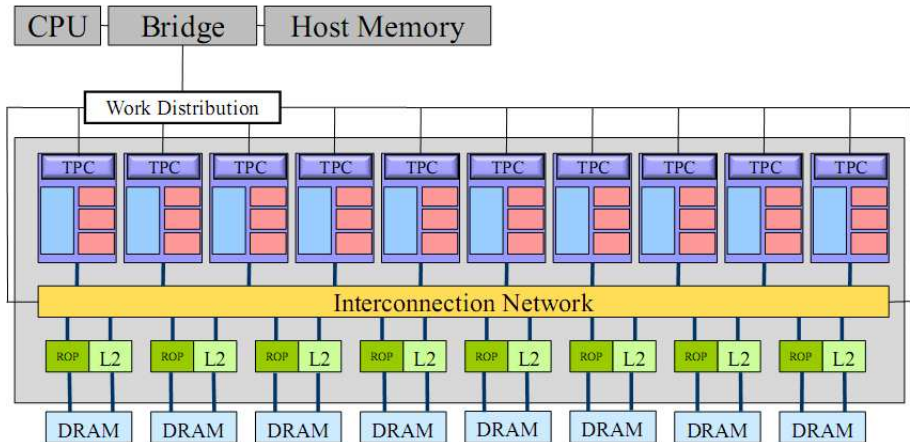 CPU Bridge Host Memory
Work Distribution
TPC TPC TPC TPC TPC TPC TPC TPC TPC TPC
Interconnection Network
ROP L2 ROP L2 ROP L2 ROP L2 ROP L2 ROP L2 ROP L2 ROP L2
DRAM DRAM DRAM DRAM DRAM DRAM DRAM DRAM